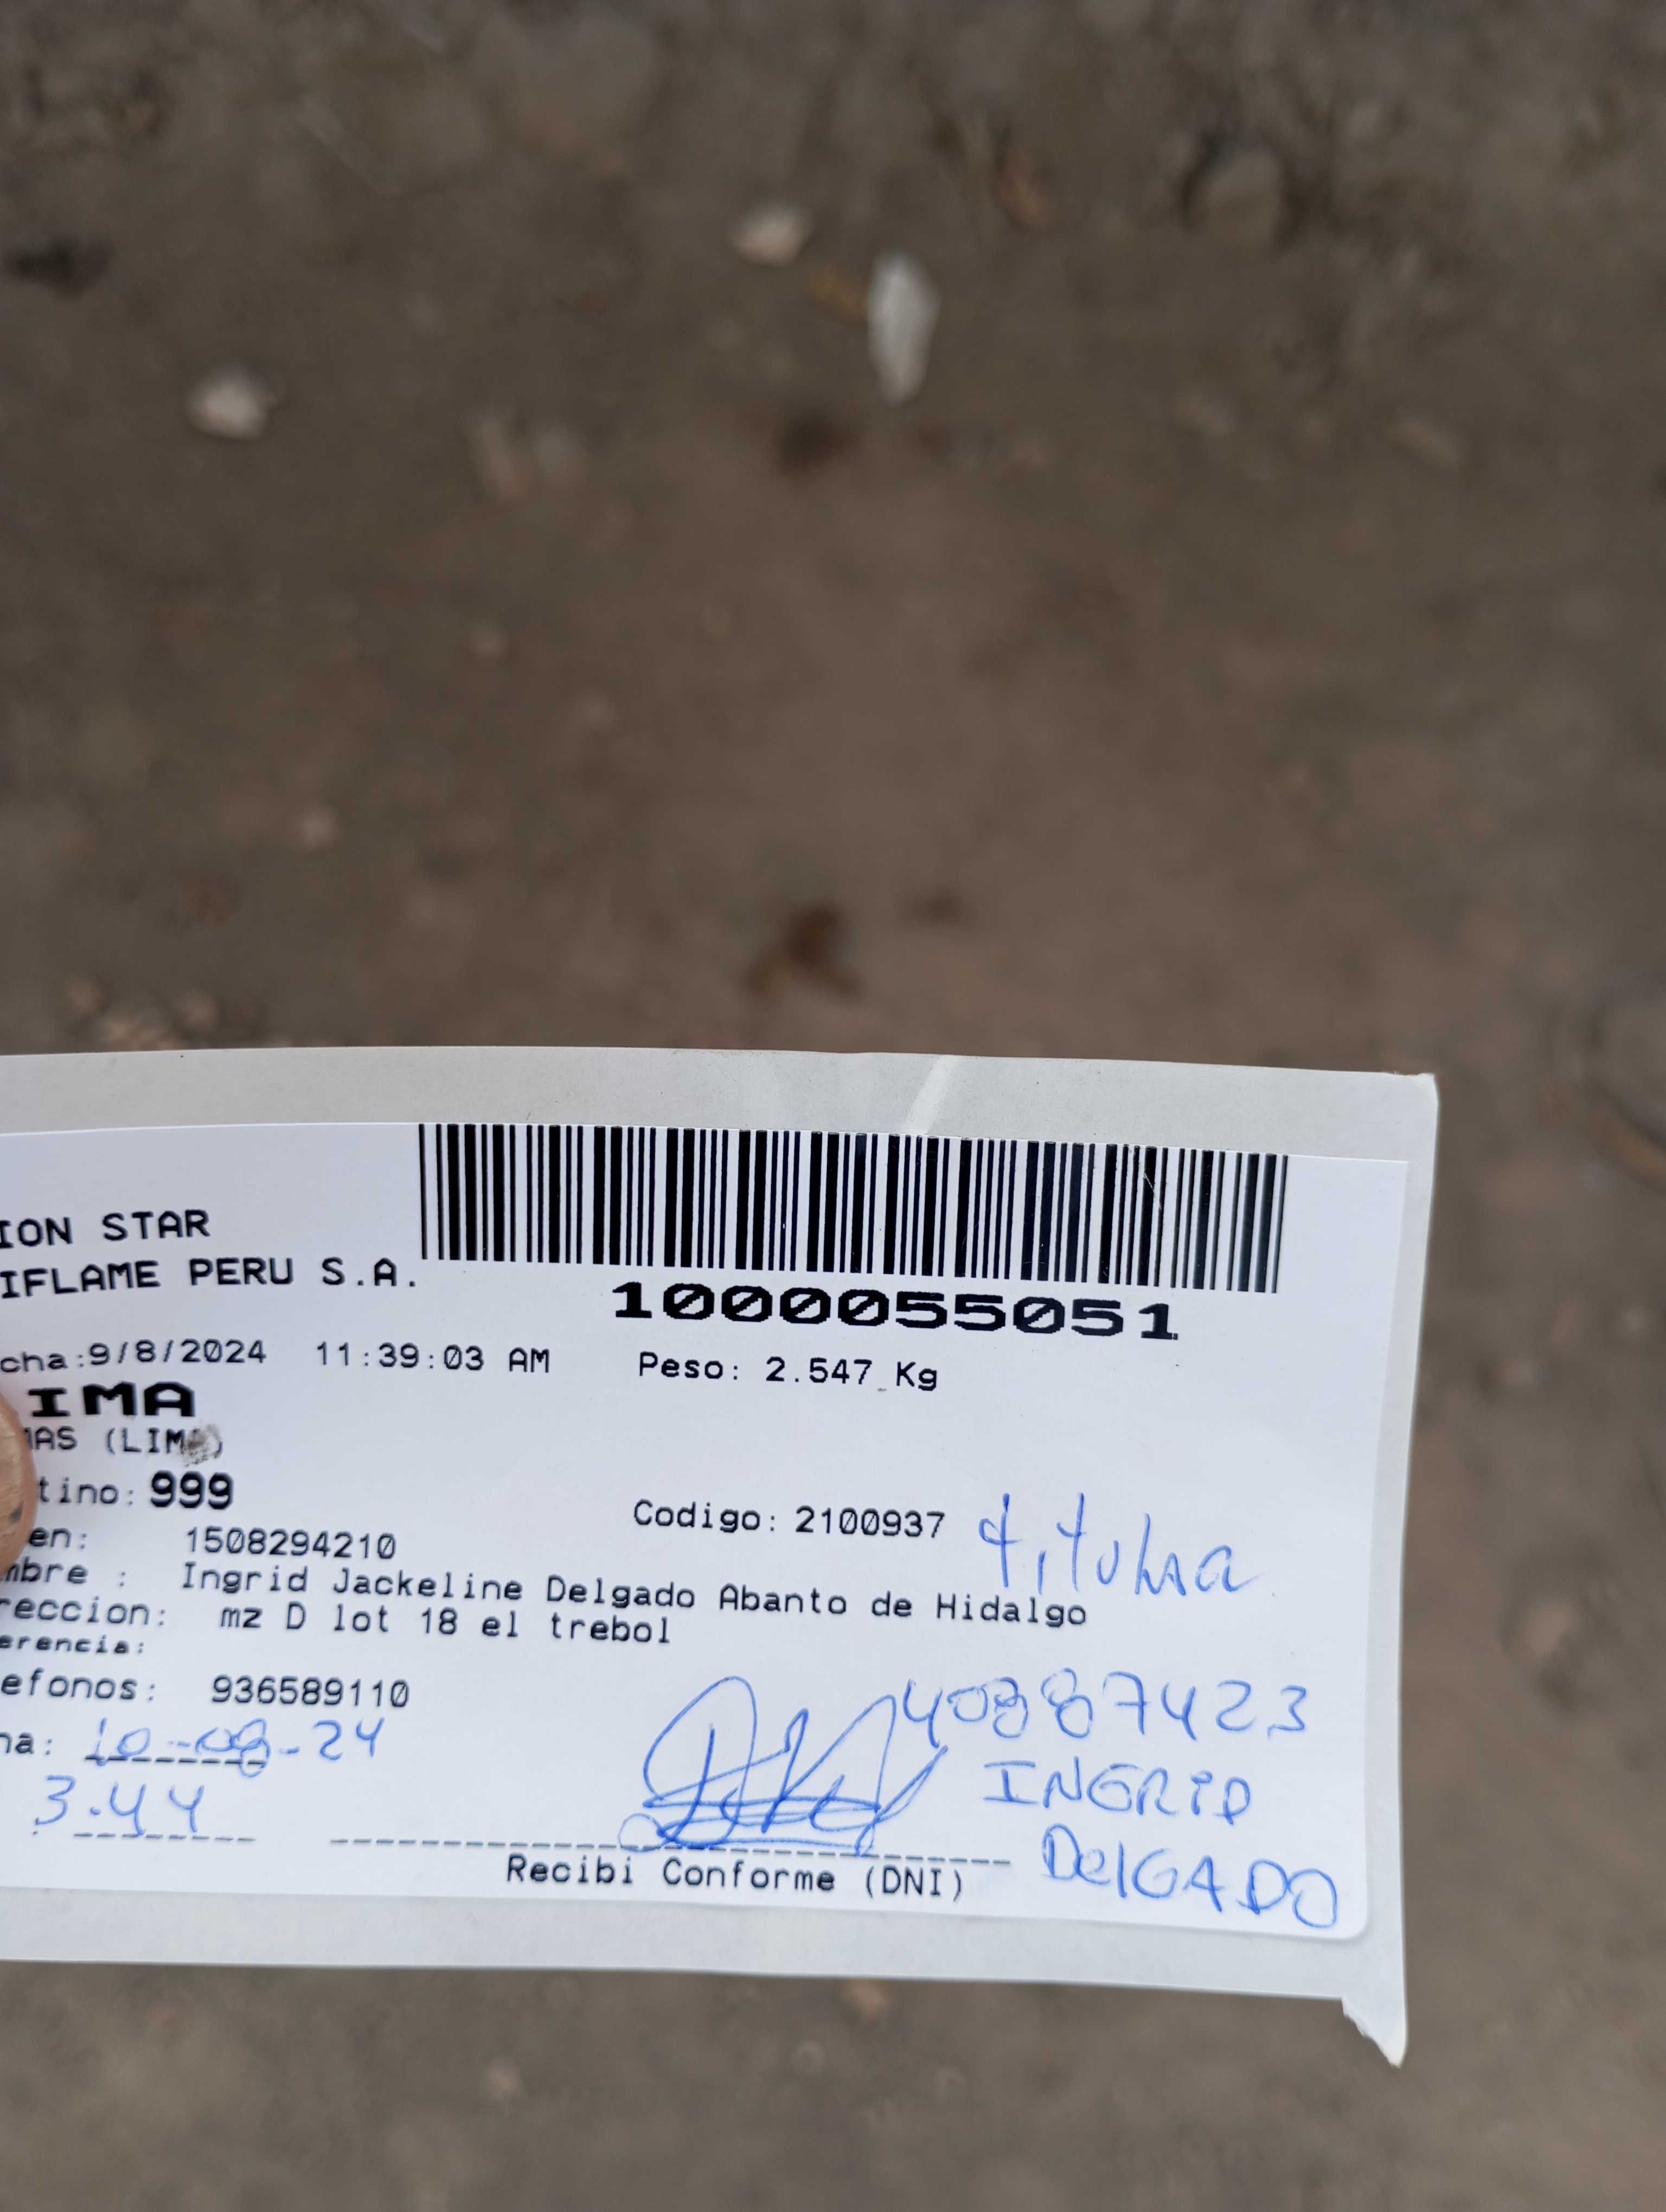 ION STAR
IFLAME PERU S.A.
1000055051
cha:9/8/2024 11:39:03 AM Peso: 2.547 Kg
IMA
MAS (LIMA)
tino: 999
Codigo: 2100937 titular
en: 1508294210
mbre : Ingrid Jackeline Delgado Abanto de Hidalgo
reccion: mz D lot 18 el trebol
erencia:
efonos: 936589110
40887423
ha: 10-08-24
INGRID
3.44
DelGADO
Recibi Conforme (DNI)